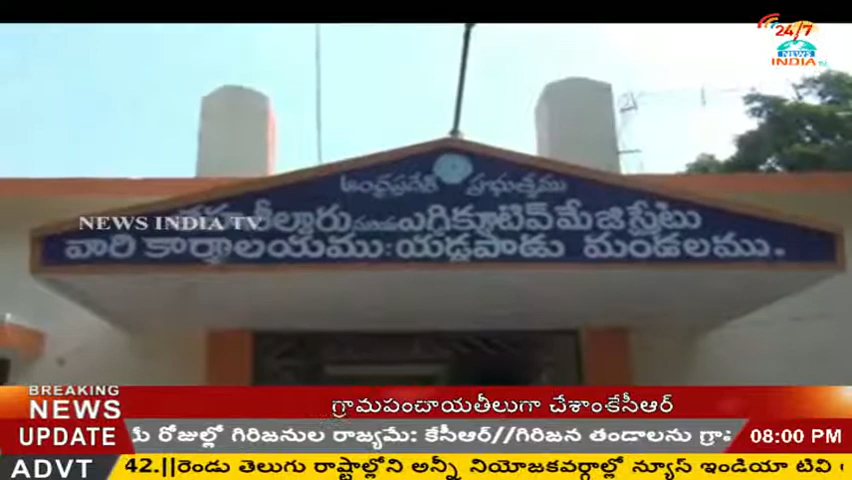 24/7
NEWS
INDIA TV
ఆంధ్రప్రదేశ్ ప్రభుత్వము
NEWS INDIA TV
ఎగ్జిక్యూటివ్ మేజిస్ట్రేటు
వారి కార్యాలయము:యడ్లపాడు మండలము.
BREAKING
NEWS
UPDATE
గ్రామపంచాయతీలుగా చేశాం-కేసీఆర్
రోజుల్లో గిరిజనుల రాజ్యమే: కేసీఆర్//గిరిజన తండాలను
08:00 PM
ADVT
42.||రెండు తెలుగు రాష్ట్రాల్లోని అన్నీ నియోజకవర్గాల్లో న్యూస్ ఇండియా టివి